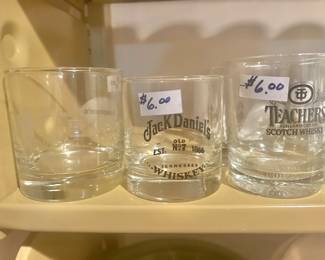 $6.00
Jack Daniel's
OLD
EST. No 7 1866
TENNESSEE
WHISKEY
$6.00
TEACHER'S
SCOTCH WHISKY